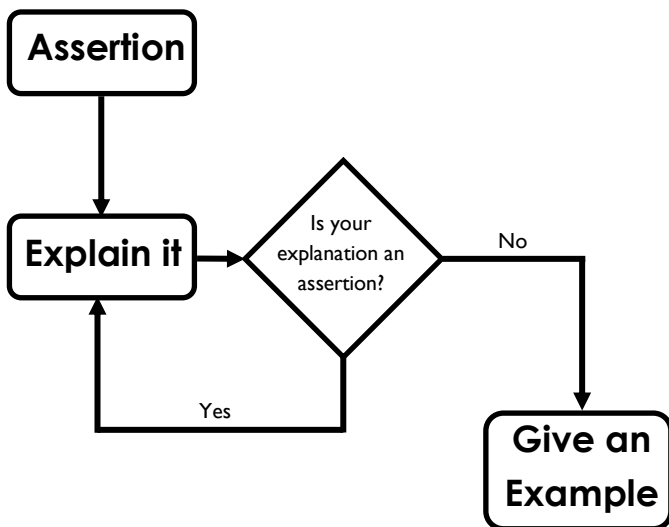 Assertion
Explain it
Is your
explanation an
assertion?
No
Yes
Give an
Example